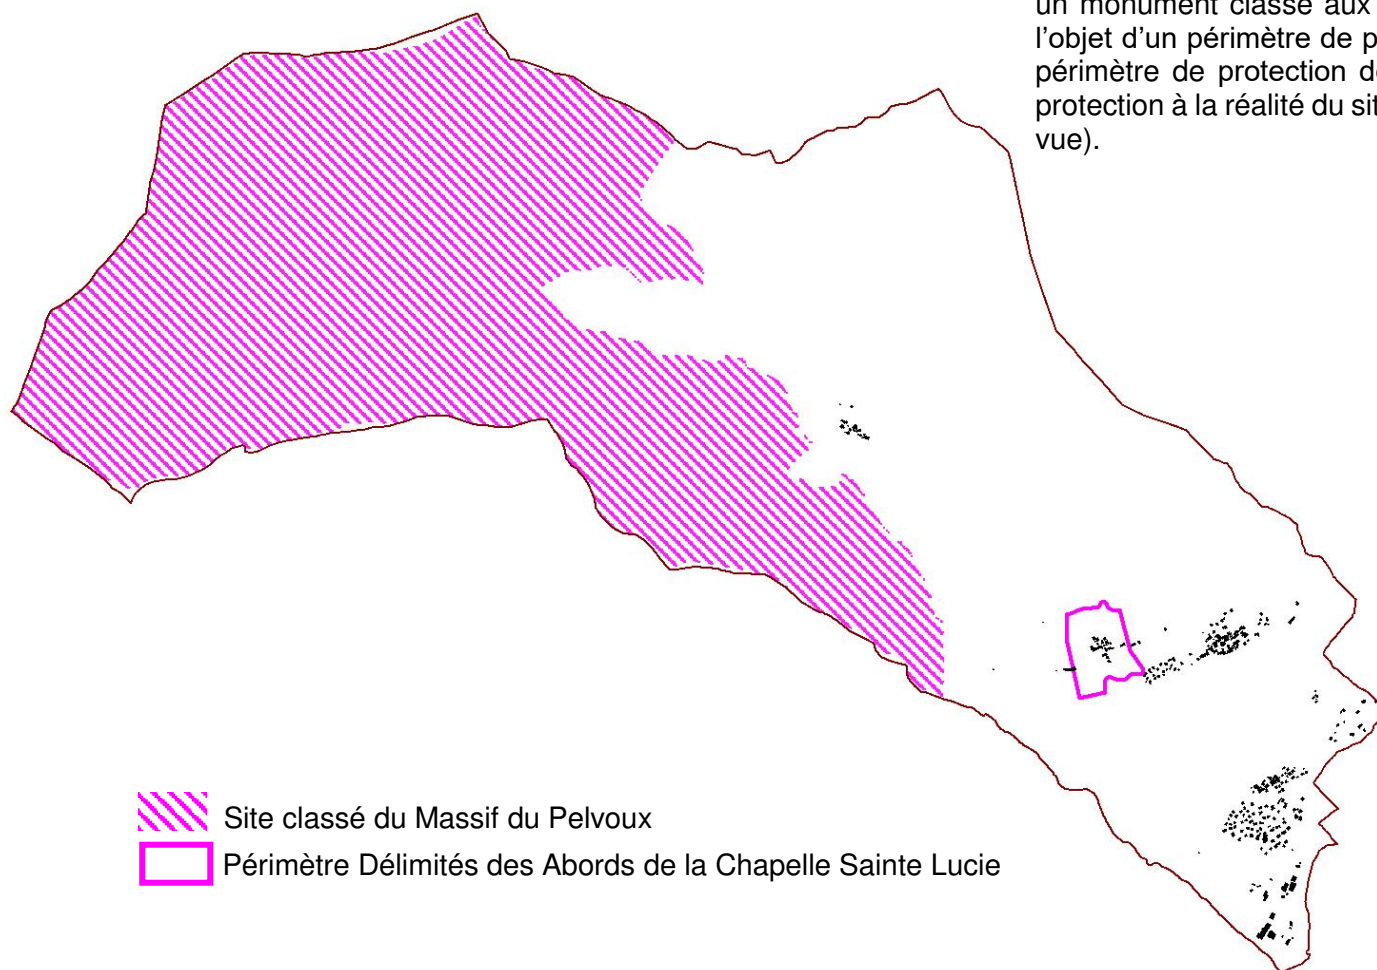 un monument classé aux
l’objet d’un périmètre de p
périmètre de protection d
protection à la réalité du sit
vue).
Site classé du Massif du Pelvoux
Périmètre Délimités des Abords de la Chapelle Sainte Lucie